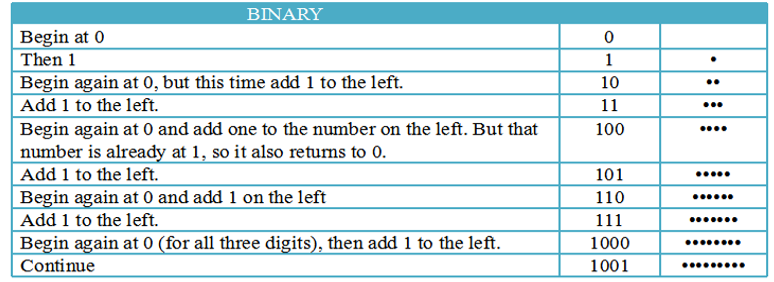 BINARY
Begin at 0 0
Then 1 1 •
Begin again at 0, but this time add 1 to the left. 10 ••
Add 1 to the left. 11 •••
Begin again at 0 and add one to the number on the left. But that 100 ••••
number is already at 1, so it also returns to 0.
Add 1 to the left. 101 •••••
Begin again at 0 and add 1 on the left 110 ••••••
Add 1 to the left. 111 •••••••
Begin again at 0 (for all three digits), then add 1 to the left. 1000 ••••••••
Continue 1001 •••••••••